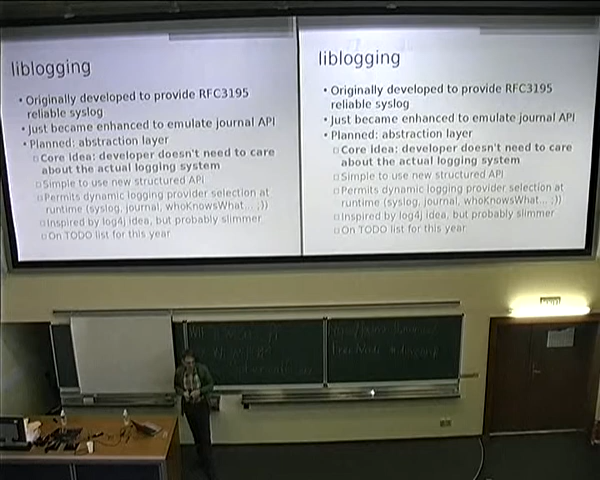 liblogging
• Originally developed to provide RFC3195
reliable syslog
• Just became enhanced to emulate journal API
• Planned: abstraction layer
▫ Core idea: developer doesn't need to care
about the actual logging system
▫ Simple to use new structured API
▫ Permits dynamic logging provider selection at
runtime (syslog, journal, whoKnowsWhat... ;))
▫ Inspired by log4j idea, but probably slimmer
▫ On TODO list for this year
liblogging
• Originally developed to provide RFC3195
reliable syslog
• Just became enhanced to emulate journal API
• Planned: abstraction layer
▫ Core idea: developer doesn't need to care
about the actual logging system
▫ Simple to use new structured API
▫ Permits dynamic logging provider selection at
runtime (syslog, journal, whoKnowsWhat... ;))
▫ Inspired by log4j idea, but probably slimmer
▫ On TODO list for this year